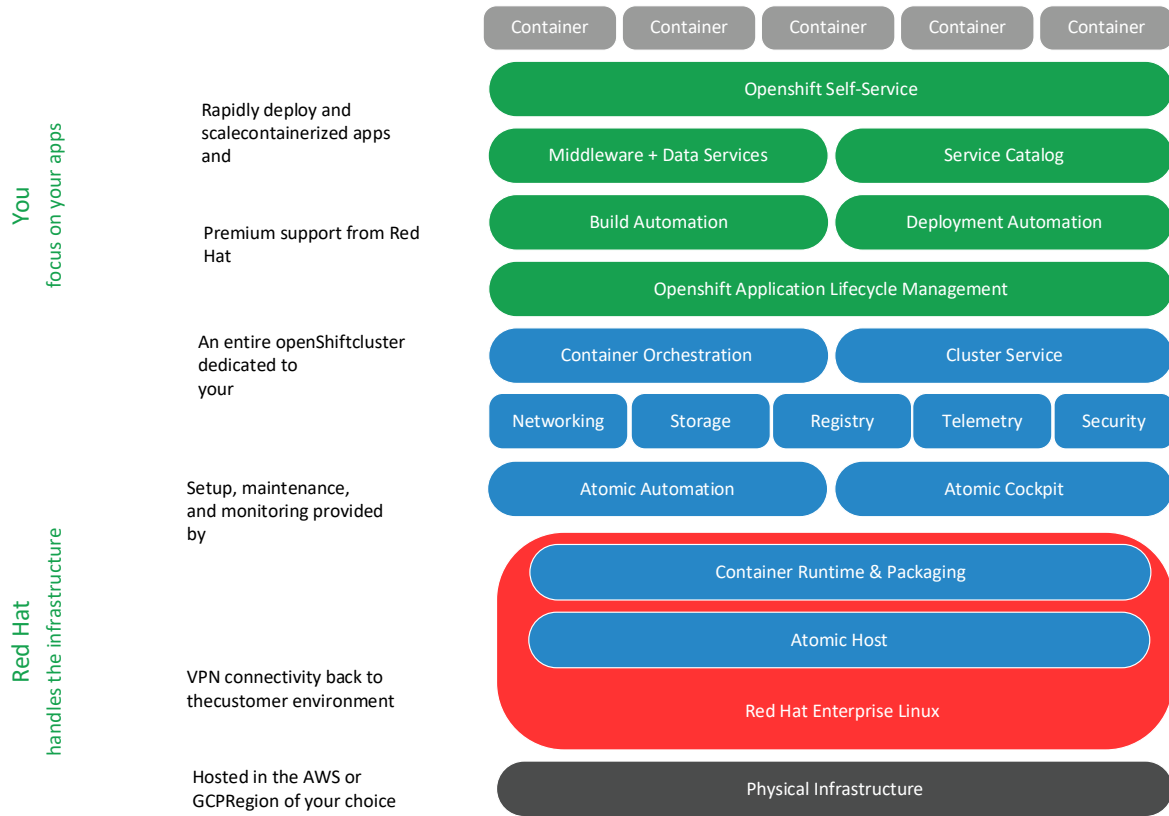 Container Container Container Container Container
Openshift Self-Service
Rapidly deploy and
scalecontainerized apps
and
Middleware + Data Services Service Catalog
You
focus on your apps
Build Automation Deployment Automation
Premium support from Red
Hat
Openshift Application Lifecycle Management
An entire openShiftcluster
dedicated to
your
Container Orchestration Cluster Service
Networking Storage Registry Telemetry Security
Setup, maintenance,
and monitoring provided
by
Atomic Automation Atomic Cockpit
Container Runtime & Packaging
Red Hat
handles the infrastructure
Atomic Host
VPN connectivity back to
thecustomer environment
Red Hat Enterprise Linux
Hosted in the AWS or
GCPRegion of your choice
Physical Infrastructure